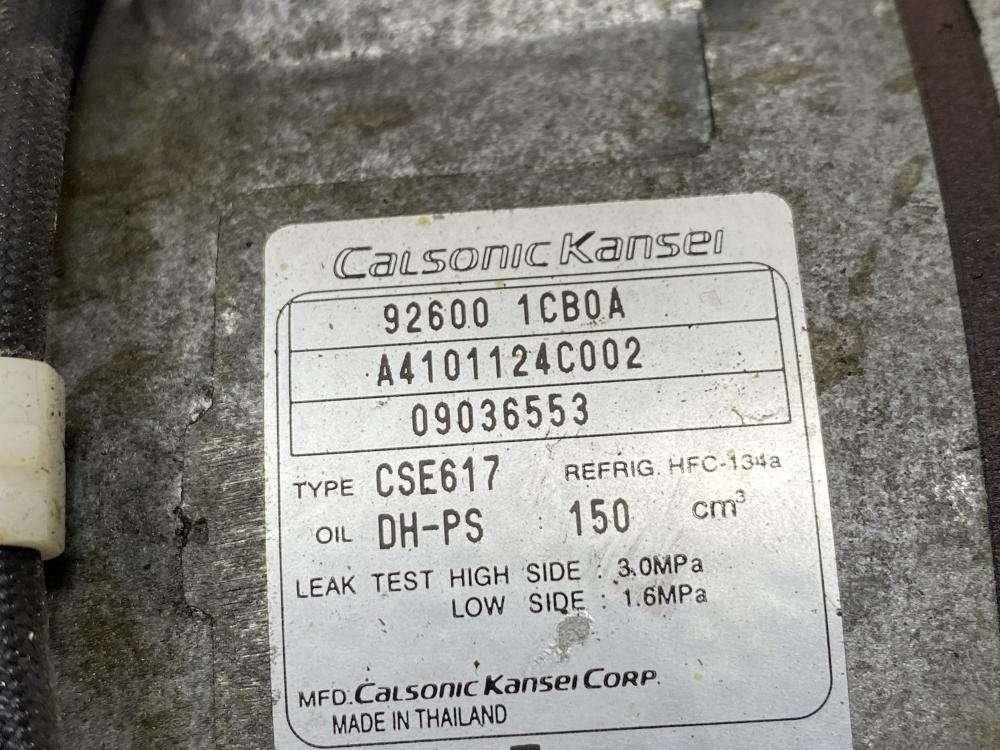 Calsonic Kansei
92600 1CB0A
A4101124C002
09036553
TYPE CSE617 REFRIG. HFC-134a
OIL DH-PS : 150 cm³
LEAK TEST HIGH SIDE : 3.0MPa
LOW SIDE : 1.6MPa
MFD. Calsonic Kansei Corp.
MADE IN THAILAND